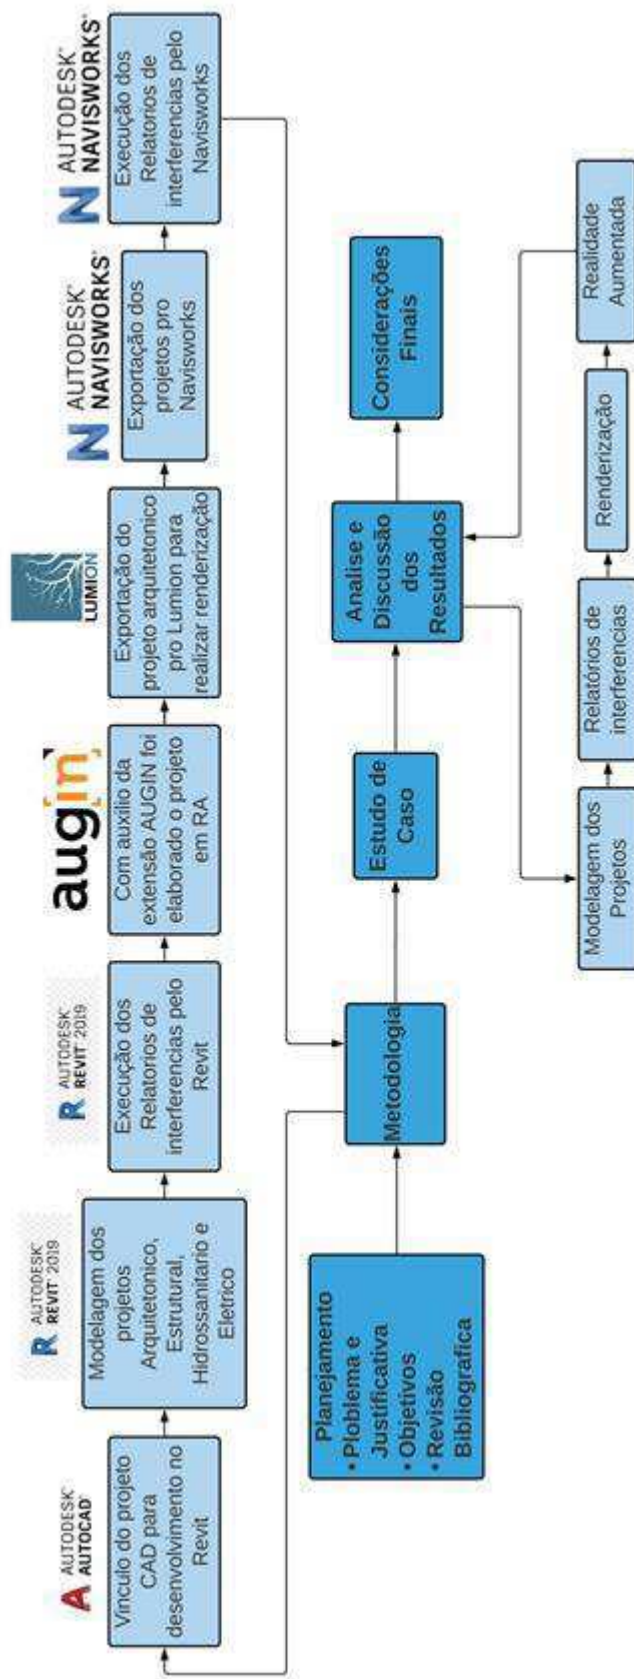 AUTODESK
AUTOCAD
Vinculo do projeto
CAD para
desenvolvimento no
Revit
R
AUTODESK
REVIT 2019
Modelagem dos
projetos
Arquitetonico,
Estrutural,
Hidrossanitario e
Eletrico
R
AUTODESK
REVIT 2019
Execução dos
Relatorios de
interferencias pelo
Revit
augin
Com auxilio da
extensão AUGIN foi
elaborado o projeto
em RA
LUMION
Exportação do
projeto arquitetonico
pro Lumion para
realizar renderização
N
AUTODESK
NAVISWORKS
Exportação dos
projetos pro
Navisworks
N
AUTODESK
NAVISWORKS
Execução dos
Relatorios de
interferencias pelo
Navisworks
Planejamento
• Ploblema e
Justificativa
• Objetivos
• Revisão
Bibliografica
Metodologia
Estudo de
Caso
Analise e
Discussão
dos
Resultados
Considerações
Finais
Modelagem dos
Projetos
Relatórios de
interferencias
Renderização
Realidade
Aumentada